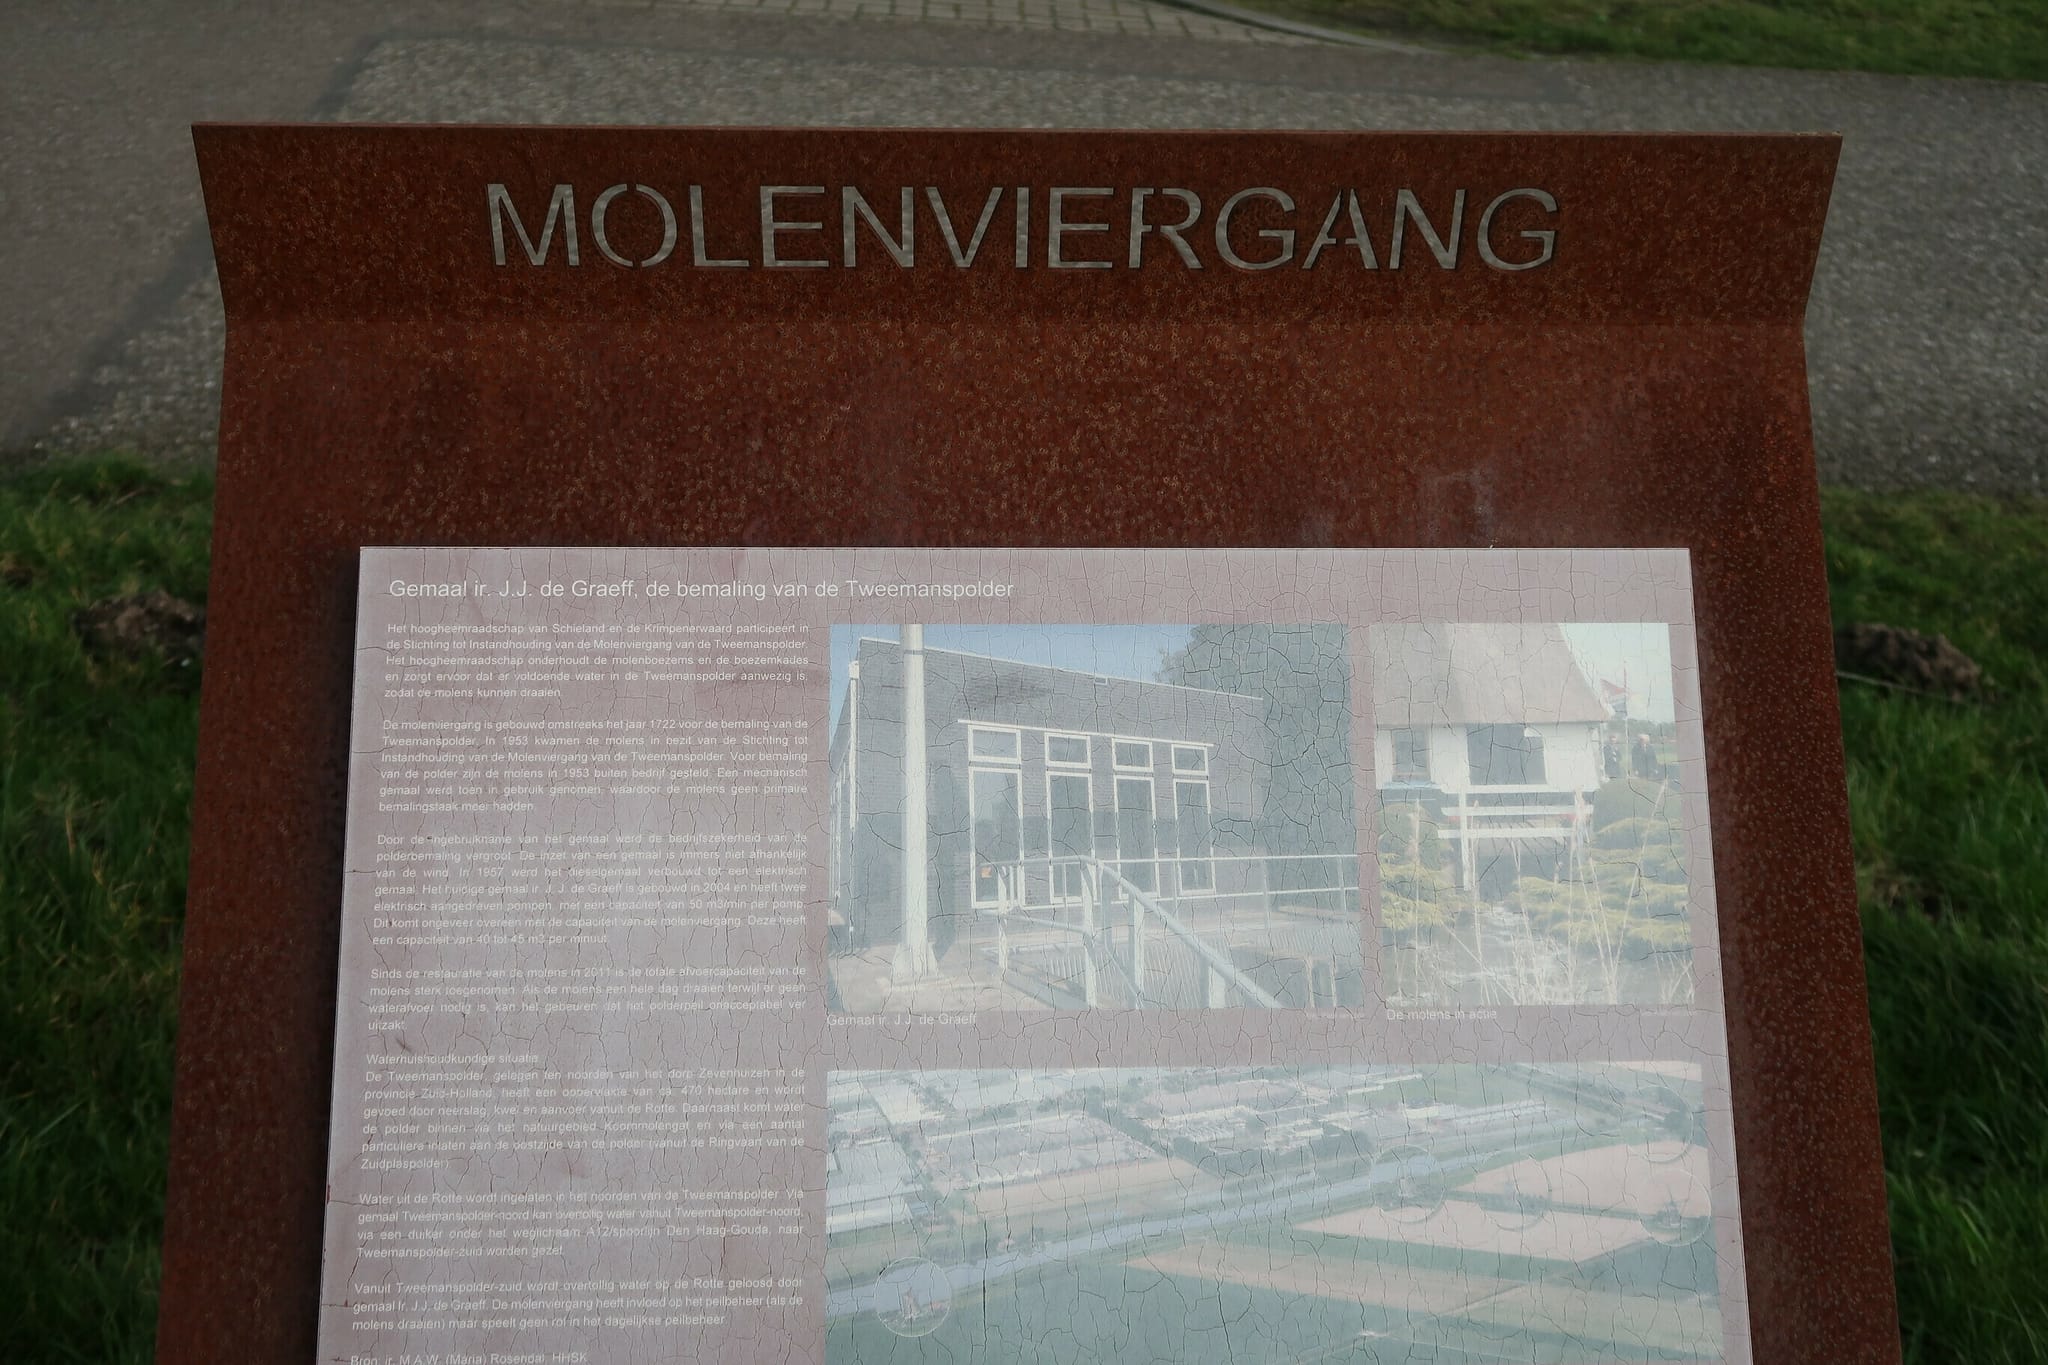 MOLENVIERGANG
Gemaal ir. J.J. de Graeff, de bemaling van de Tweemanspolder
Het hoogheemraadschap van Schieland en de Krimpenerwaard participeert in
de Stichting tot Instandhouding van de Molenviergang van de Tweemanspolder.
Het hoogheemraadschap onderhoudt de molenboezems en de boezemkades
en zorgt ervoor dat er voldoende water in de Tweemanspolder aanwezig is,
zodat de molens kunnen draaien.
De molenviergang is gebouwd omstreeks het jaar 1722 voor de bemaling van de
Tweemanspolder. In 1953 kwamen de molens in bezit van de Stichting tot
Instandhouding van de Molenviergang van de Tweemanspolder. Voor bemaling
van de polder zijn de molens in 1953 buiten bedrijf gesteld. Een mechanisch
gemaal werd toen in gebruik genomen, waardoor de molens geen primaire
bemalingstaak meer hadden.
Door de ingebruikname van het gemaal werd de bedrijfszekerheid van de
polderbemaling vergroot. De inzet van een gemaal is immers niet afhankelijk
van de wind. In 1957 werd het dieselgemaal verbouwd tot een elektrisch
gemaal. Het huidige gemaal ir. J.J. de Graeff is gebouwd in 2004 en heeft twee
elektrisch aangedreven pompen, met een capaciteit van 50 m3/min per pomp.
Dit komt ongeveer overeen met de capaciteit van de molenviergang. Deze heeft
een capaciteit van 40 tot 45 m3 per minuut.
Sinds de restauratie van de molens in 2011 is de totale afvoercapaciteit van de
molens sterk toegenomen. Als de molens een hele dag draaien terwijl er geen
waterafvoer nodig is, kan het gebeuren dat het polderpeil onacceptabel ver
uitzakt.
Waterhuishoudkundige situatie
De Tweemanspolder, gelegen ten noorden van het dorp Zevenhuizen in de
provincie Zuid-Holland, heeft een oppervlakte van ca. 470 hectare en wordt
gevoed door neerslag, kwel en aanvoer vanuit de Rotte. Daarnaast komt water
de polder binnen via het natuurgebied Koornmolengat en via een aantal
particuliere inlaten aan de oostzijde van de polder (vanuit de Ringvaart van de
Zuidplaspolder).
Water uit de Rotte wordt ingelaten in het noorden van de Tweemanspolder. Via
gemaal Tweemanspolder-noord kan overtollig water vanuit Tweemanspolder-noord,
via een duiker onder het weglichaam A12/spoorlijn Den Haag-Gouda, naar
Tweemanspolder-zuid worden gezet.
Vanuit Tweemanspolder-zuid wordt overtollig water op de Rotte geloosd door
gemaal Ir. J.J. de Graeff. De molenviergang heeft invloed op het peilbeheer (als de
molens draaien) maar speelt geen rol in het dagelijkse peilbeheer.
Bron: ir. M.A.W. (Maria) Rosendal, HHSK
Gemaal ir. J.J. de Graeff
De molens in actie